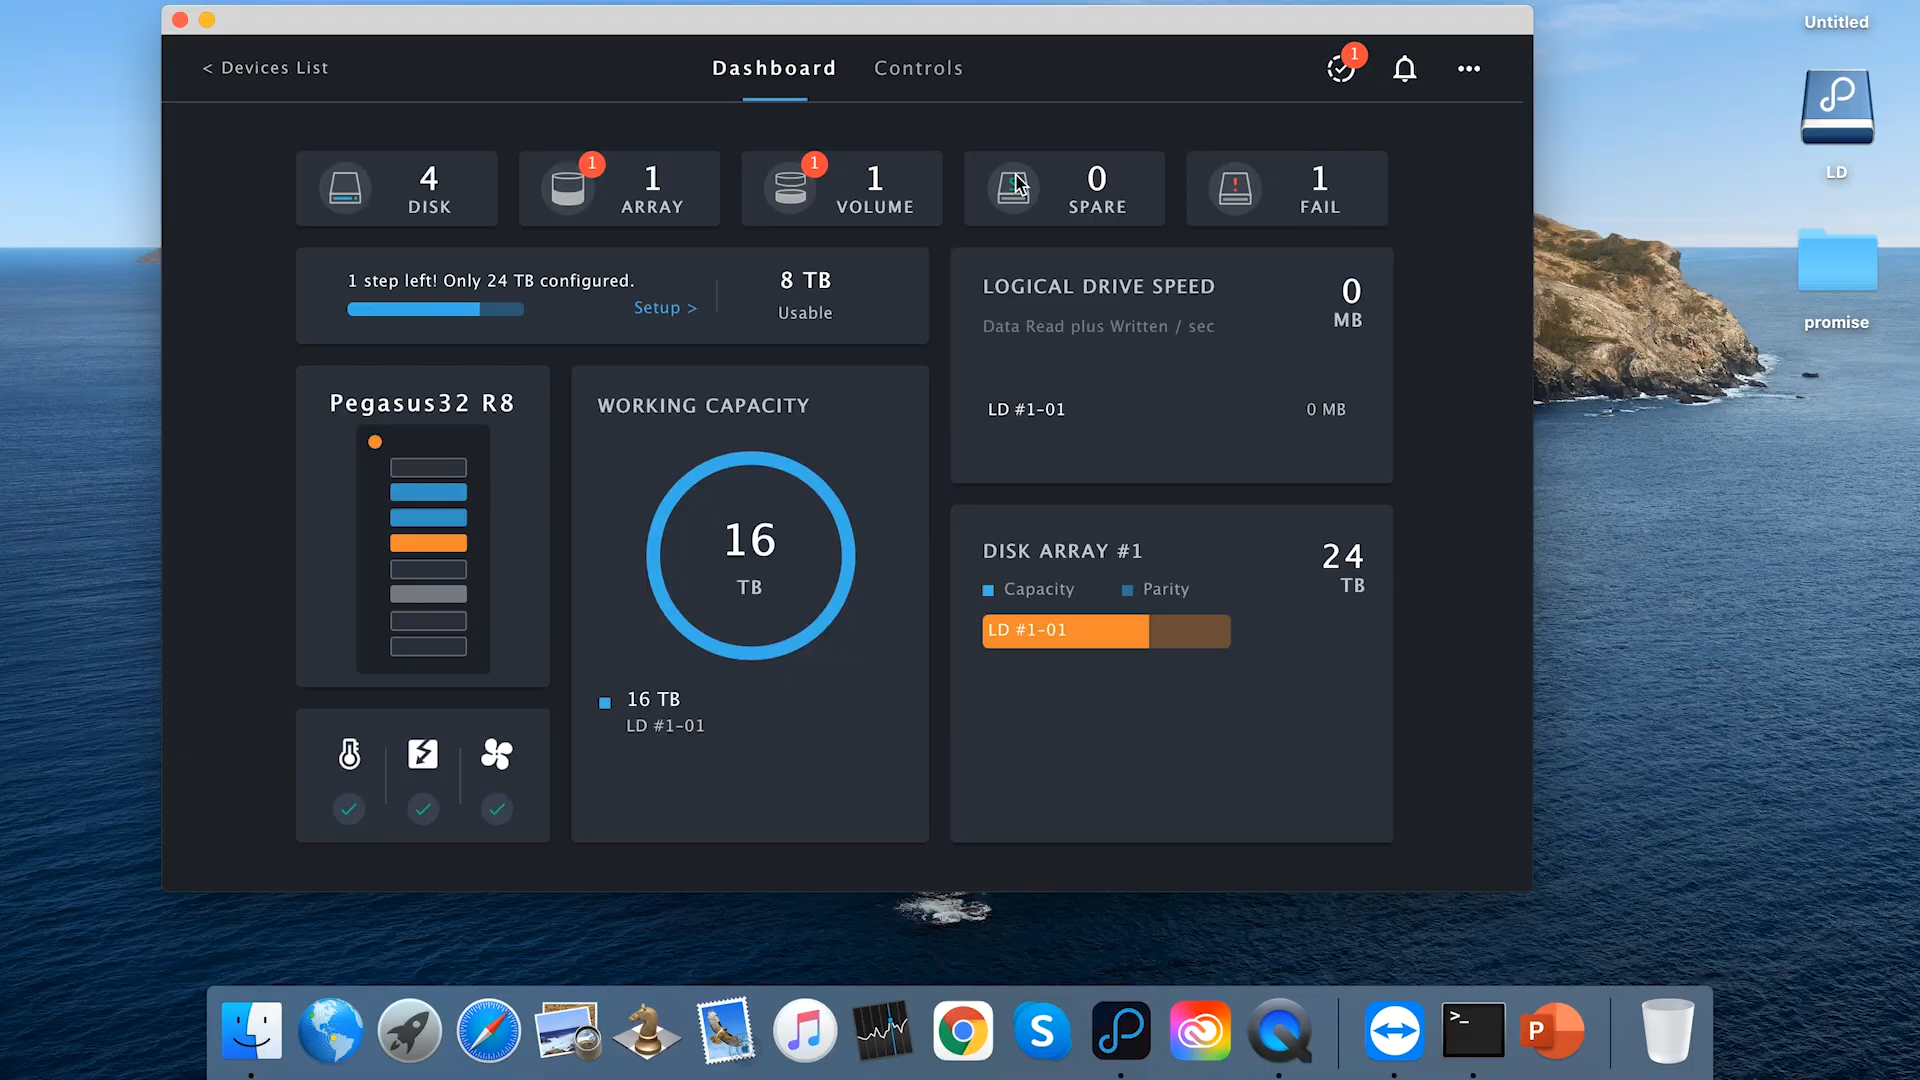 Untitled
< Devices List
Dashboard
Controls
1
LD
4
DISK
1
1
ARRAY
1
1
VOLUME
0
SPARE
1
FAIL
1 step left! Only 24 TB configured.
Setup >
8 TB
Usable
LOGICAL DRIVE SPEED
Data Read plus Written / sec
0
MB
LD #1-01
0 MB
promise
Pegasus32 R8
WORKING CAPACITY
16
TB
16 TB
LD #1-01
DISK ARRAY #1
24
TB
Capacity
Parity
LD #1-01
S
>_
P